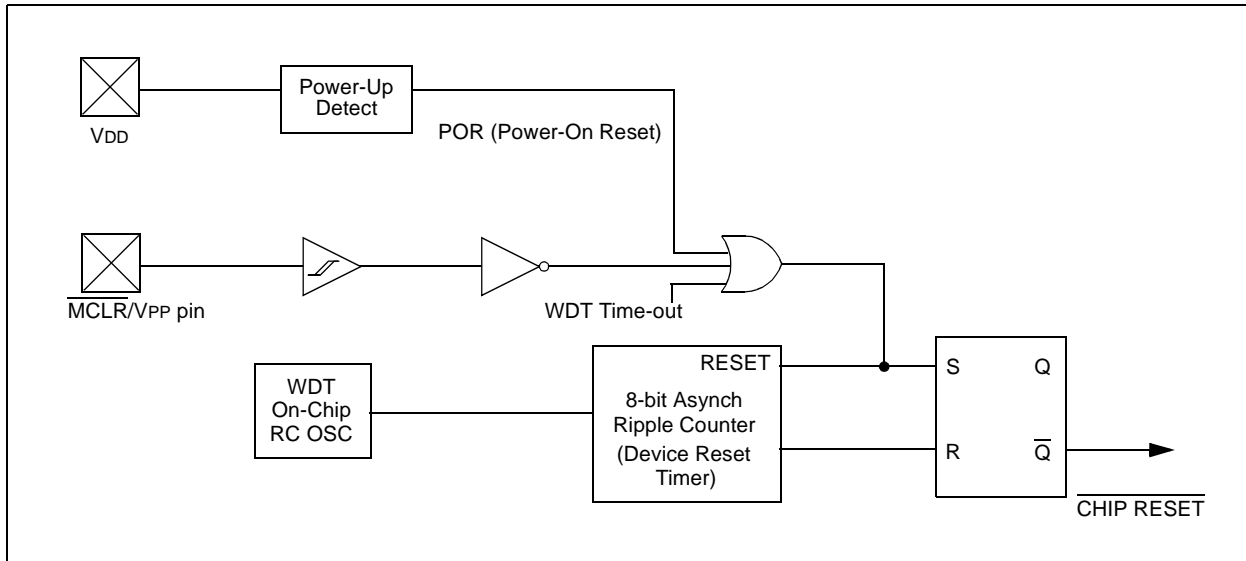 Power-Up
Detect
VDD
POR (Power-On Reset)
MCLR/VPP pin
WDT Time-out
WDT
On-Chip
RC OSC
RESET
8-bit Asynch
Ripple Counter
(Device Reset
Timer)
S Q
R Q
CHIP RESET